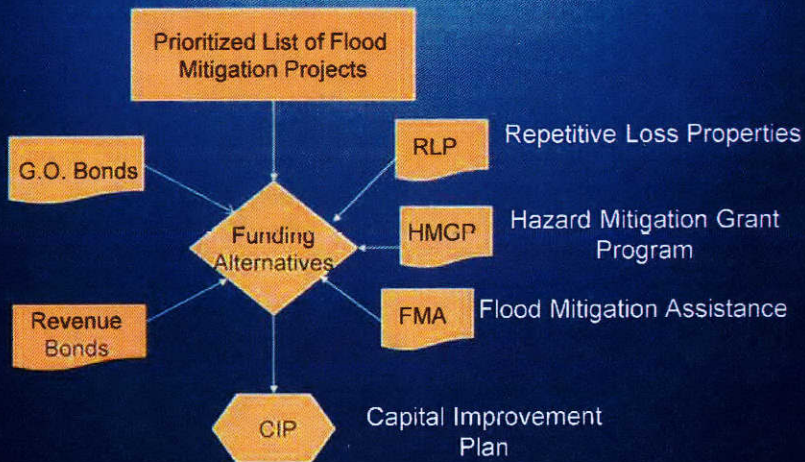 Prioritized List of Flood
Mitigation Projects
G.O. Bonds
RLP
Repetitive Loss Properties
Funding
Alternatives
HMGP
Hazard Mitigation Grant
Program
Revenue
Bonds
FMA
Flood Mitigation Assistance
CIP
Capital Improvement
Plan